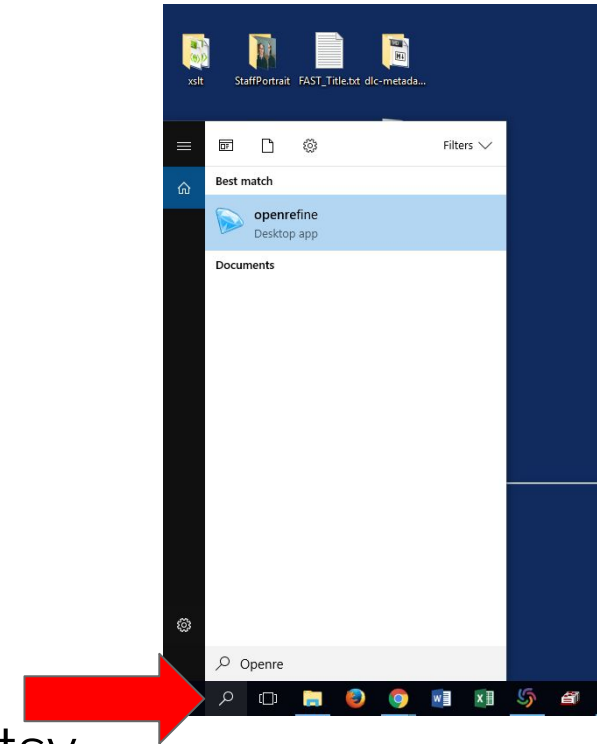 xslt
StaffPortrait
FAST_Title.txt
dlc-metada...
Filters
Best match
openrefine
Desktop app
Documents
Openre